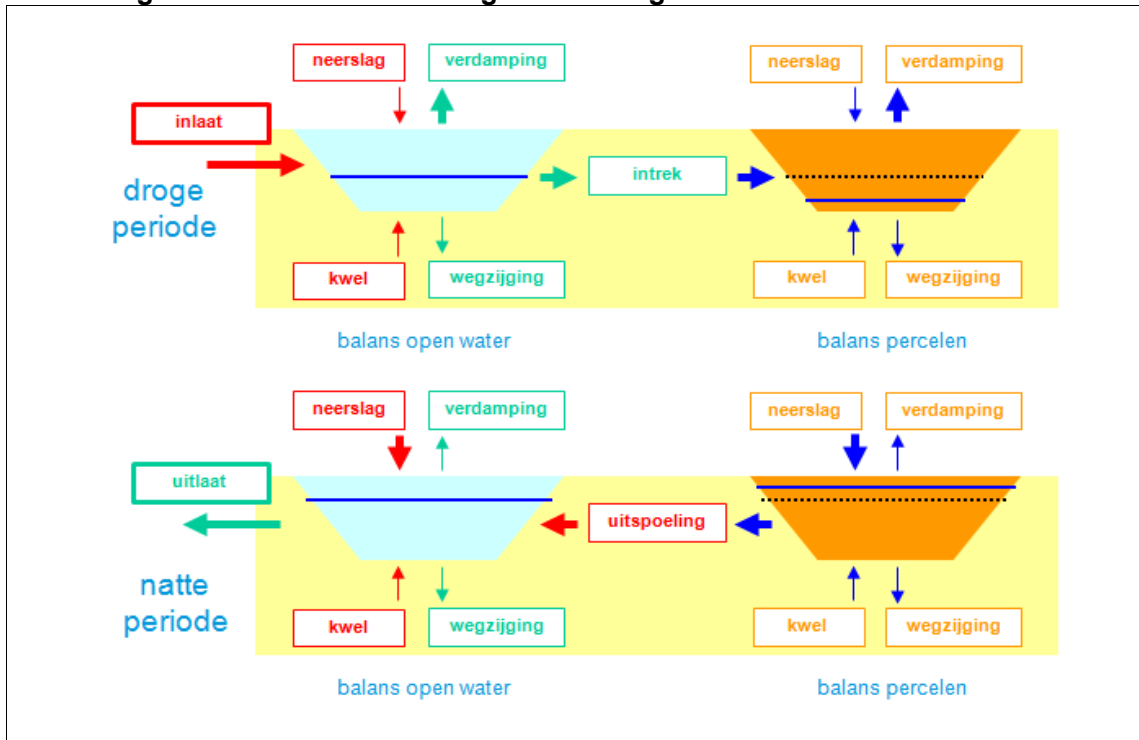 neerslag verdamping neerslag verdamping
inlaat
intrek
droge
periode
kwel wegzijging kwel wegzijging
balans open water balans percelen
neerslag verdamping neerslag verdamping
uitlaat
uitspoeling
natte
periode
kwel wegzijging kwel wegzijging
balans open water balans percelen